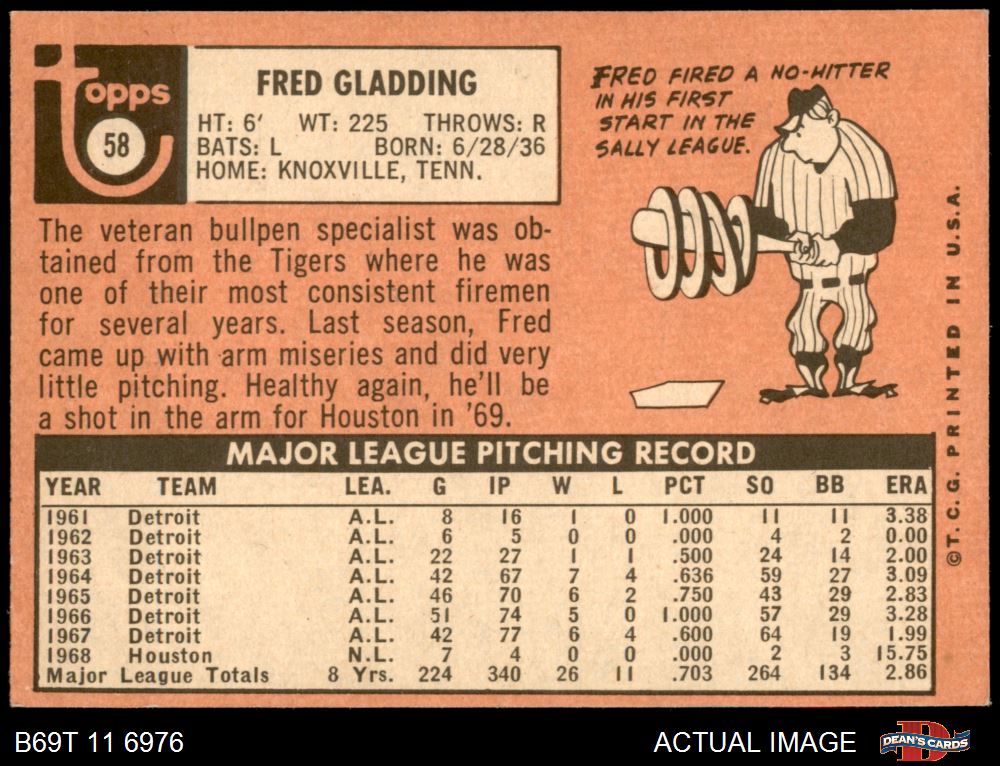 topps
58
FRED GLADDING
HT: 6' WT: 225 THROWS: R
BATS: L BORN: 6/28/36
HOME: KNOXVILLE, TENN.
FRED FIRED A NO-HITTER
IN HIS FIRST
START IN THE
SALLY LEAGUE.
The veteran bullpen specialist was ob-
tained from the Tigers where he was
one of their most consistent firemen
for several years. Last season, Fred
came up with arm miseries and did very
little pitching. Healthy again, he'll be
a shot in the arm for Houston in '69.
MAJOR LEAGUE PITCHING RECORD
YEAR TEAM LEA. G IP W L PCT SO BB ERA
1961 Detroit A.L. 8 16 1 0 1.000 11 11 3.38
1962 Detroit A.L. 6 5 0 0 .000 4 2 0.00
1963 Detroit A.L. 22 27 1 1 .500 24 14 2.00
1964 Detroit A.L. 42 67 7 4 .636 59 27 3.09
1965 Detroit A.L. 46 70 6 2 .750 43 29 2.83
1966 Detroit A.L. 51 74 5 0 1.000 57 29 3.28
1967 Detroit A.L. 42 77 6 4 .600 64 19 1.99
1968 Houston N.L. 7 4 0 0 .000 2 3 15.75
Major League Totals 8 Yrs. 224 340 26 11 .703 264 134 2.86
©T.C.G. PRINTED IN U.S.A.
B69T 11 6976
ACTUAL IMAGE
D
DEAN'S CARDS